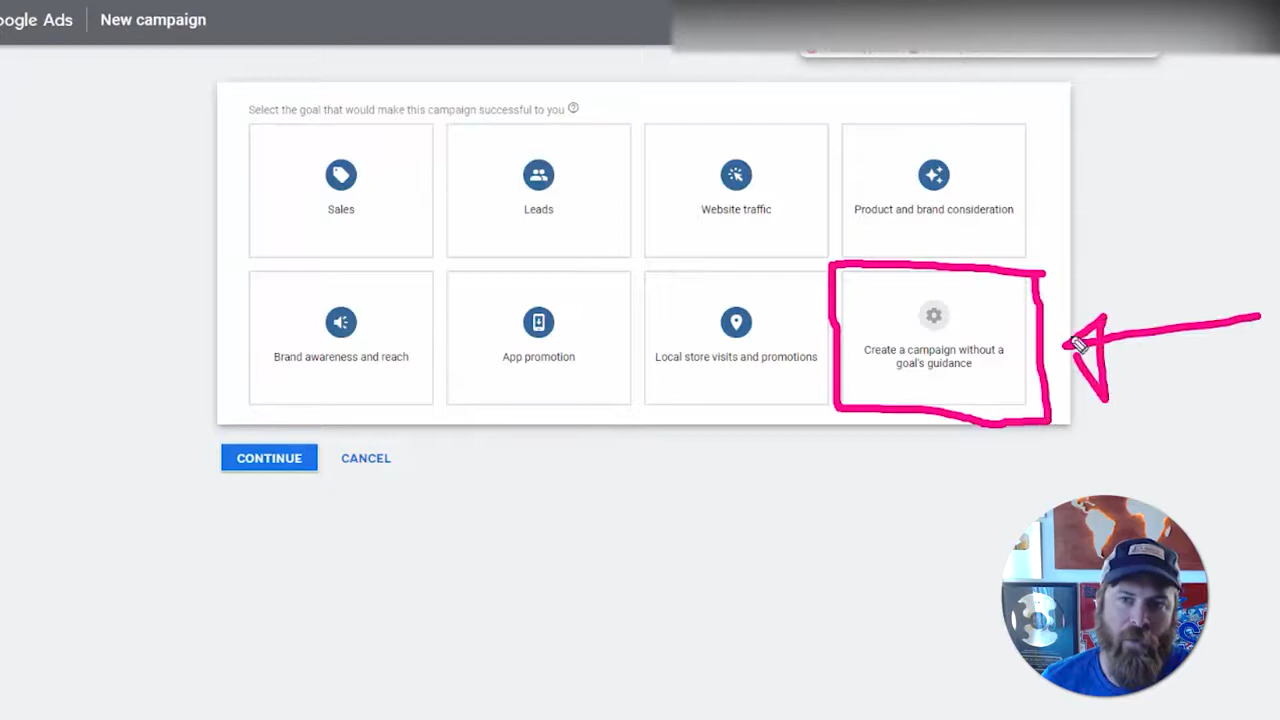 oogle Ads
New campaign
Select the goal that would make this campaign successful to you
Sales
Leads
Website traffic
Product and brand consideration
Brand awareness and reach
App promotion
Local store visits and promotions
Create a campaign without a
goal's guidance
CONTINUE
CANCEL